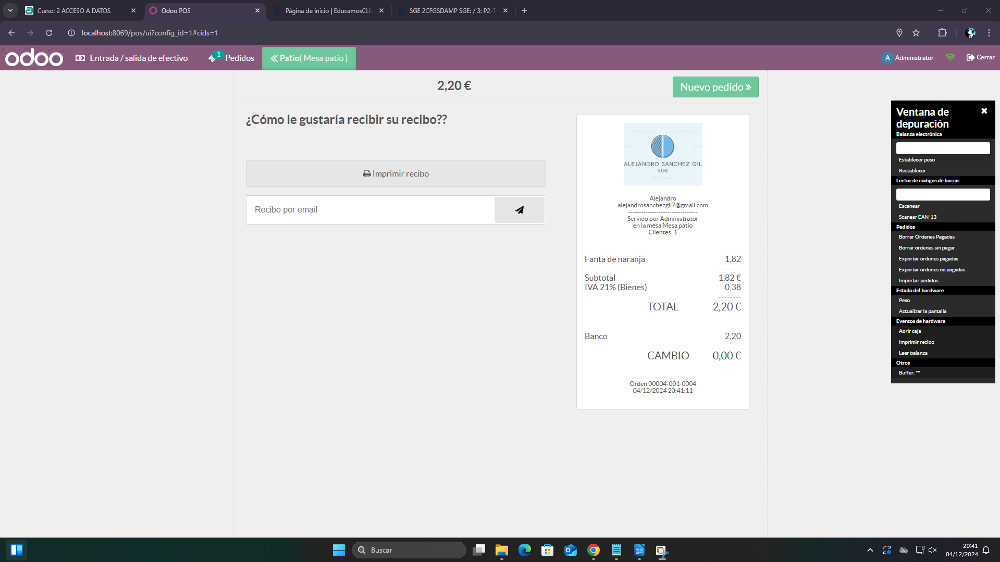 Curso: 2 ACCESO A DATOS
Odoo POS
Página de inicio | EducamosCLM
SGE 2CFGSDAMP SGE: / 3: P2-T
localhost:8069/pos/ui?config_id=1#cids=1
odoo
Entrada / salida de efectivo
1
Pedidos
Patio( Mesa patio )
A
Administrator
Cerrar
2,20 €
Nuevo pedido
¿Cómo le gustaría recibir su recibo??
Imprimir recibo
Recibo por email
ALEJANDRO SANCHEZ GIL
SGE
Alejandro
alejandrosanchezgil7@gmail.com
--------------------------------
Servido por Administrator
en la mesa Mesa patio
Clientes: 1
Fanta de naranja 1,82
--------
Subtotal 1,82 €
IVA 21% (Bienes) 0,38
--------
TOTAL 2,20 €
Banco 2,20
CAMBIO 0,00 €
Orden 00004-001-0004
04/12/2024 20:41:11
Ventana de
depuración
Balanza electrónica
Establecer peso
Restablecer
Lector de códigos de barras
Escanear
Scanear EAN-13
Pedidos
Borrar Órdenes Pagadas
Borrar órdenes sin pagar
Exportar órdenes pagadas
Exportar órdenes no pagadas
Importar pedidos
Estado del hardware
Peso
Actualizar la pantalla
Eventos de hardware
Abrir caja
Imprimir recibo
Leer balanza
Otros
Buffer: ""
Buscar
20:41
04/12/2024